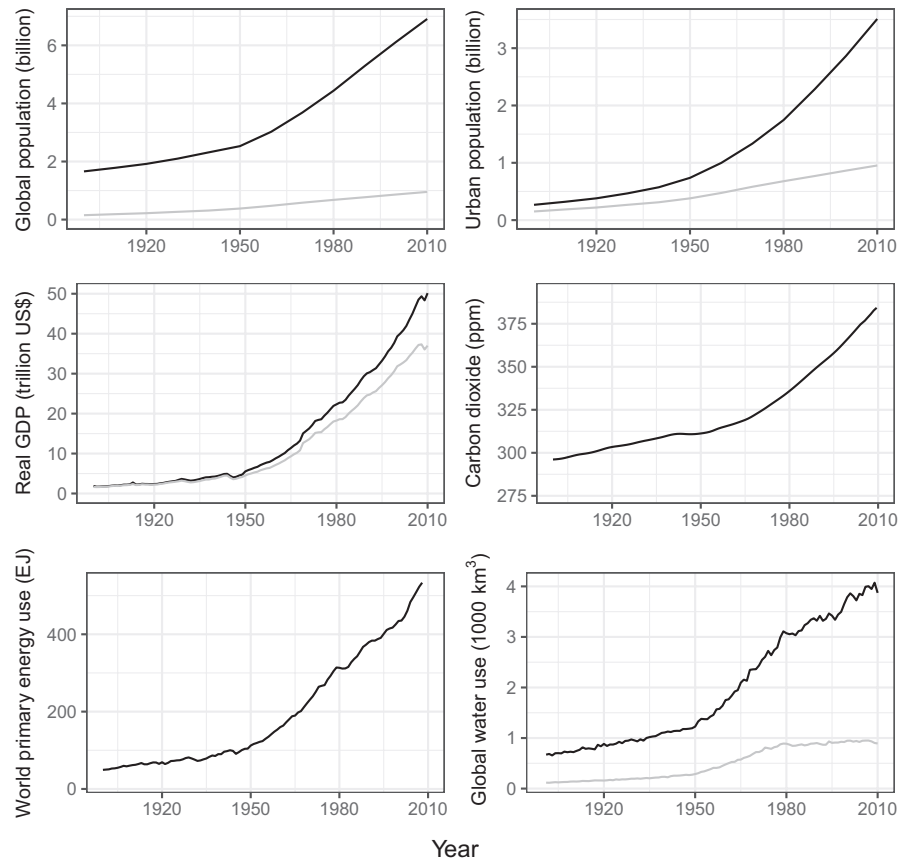 Global population (billion)
6
4
2
0
1920 1950 1980 2010
Urban population (billion)
3
2
1
0
1920 1950 1980 2010
Real GDP (trillion US$)
50
40
30
20
10
0
1920 1950 1980 2010
Carbon dioxide (ppm)
375
350
325
300
275
1920 1950 1980 2010
World primary energy use (EJ)
400
200
0
1920 1950 1980 2010
Global water use (1000 km³)
4
3
2
1
0
1920 1950 1980 2010
Year